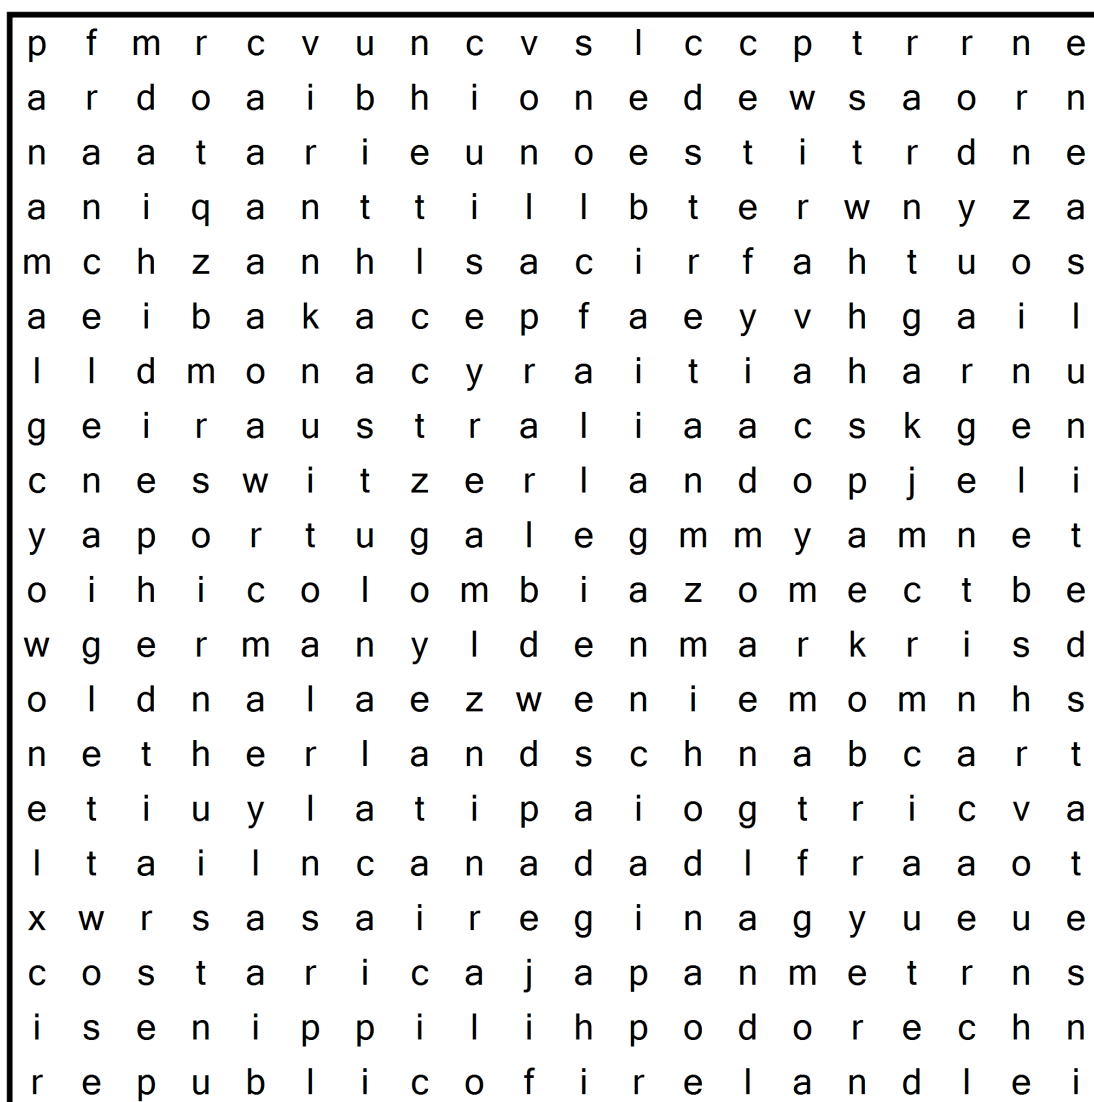 p f m r c v u n c v s l c c p t r r n e
a r d o a i b h i o n e d e w s a o r n
n a a t a r i e u n o e s t i t r d n e
a n i q a n t t i l l b t e r w n y z a
m c h z a n h l s a c i r f a h t u o s
a e i b a k a c e p f a e y v h g a i l
l l d m o n a c y r a i t i a h a r n u
g e i r a u s t r a l i a a c s k g e n
c n e s w i t z e r l a n d o p j e l i
y a p o r t u g a l e g m m y a m n e t
o i h i c o l o m b i a z o m e c t b e
w g e r m a n y l d e n m a r k r i s d
o l d n a l a e z w e n i e m o m n h s
n e t h e r l a n d s c h n a b c a r t
e t i u y l a t i p a i o g t r i c v a
l t a i l n c a n a d a d l f r a a o t
x w r s a s a i r e g i n a g y u e u e
c o s t a r i c a j a p a n m e t r n s
i s e n i p p i l i h p o d o r e c h n
r e p u b l i c o f i r e l a n d l e i